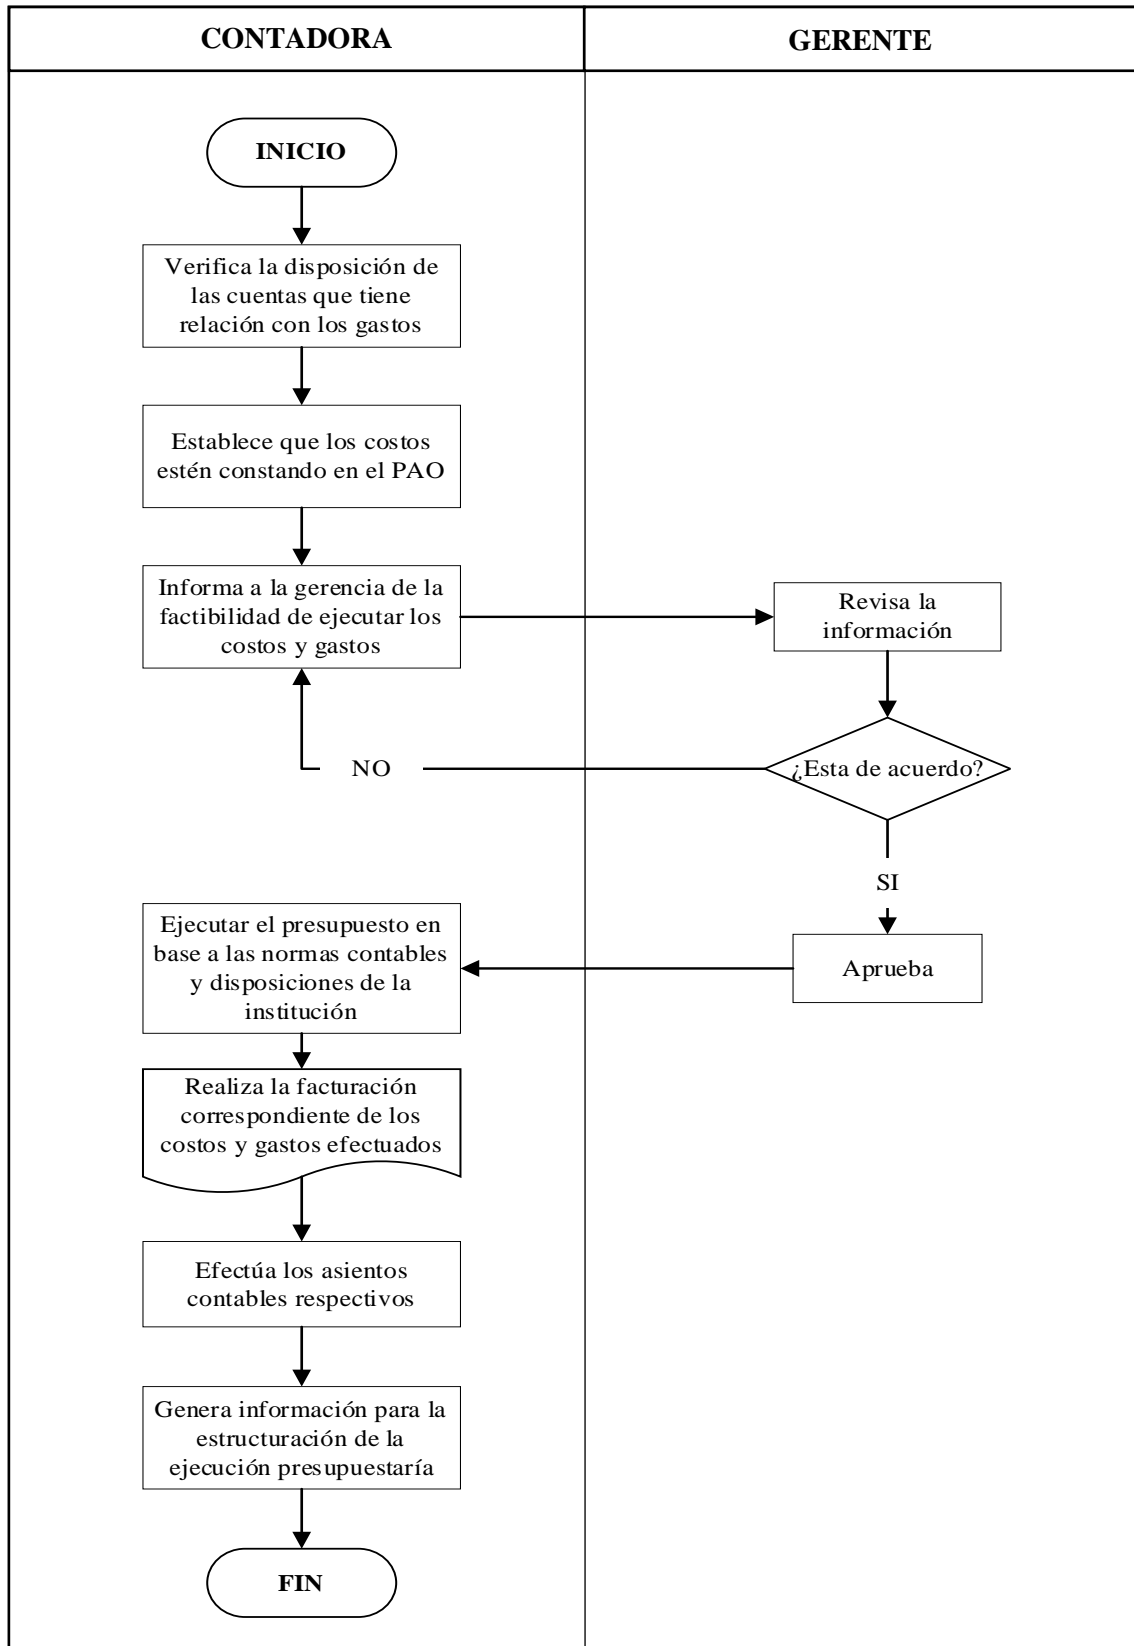 CONTADORA
GERENTE
INICIO
Verifica la disposición de
las cuentas que tiene
relación con los gastos
Establece que los costos
estén constando en el PAO
Informa a la gerencia de la
factibilidad de ejecutar los
costos y gastos
Revisa la
información
¿Esta de acuerdo?
NO
SI
Aprueba
Ejecutar el presupuesto en
base a las normas contables
y disposiciones de la
institución
Realiza la facturación
correspondiente de los
costos y gastos efectuados
Efectúa los asientos
contables respectivos
Genera información para la
estructuración de la
ejecución presupuestaría
FIN